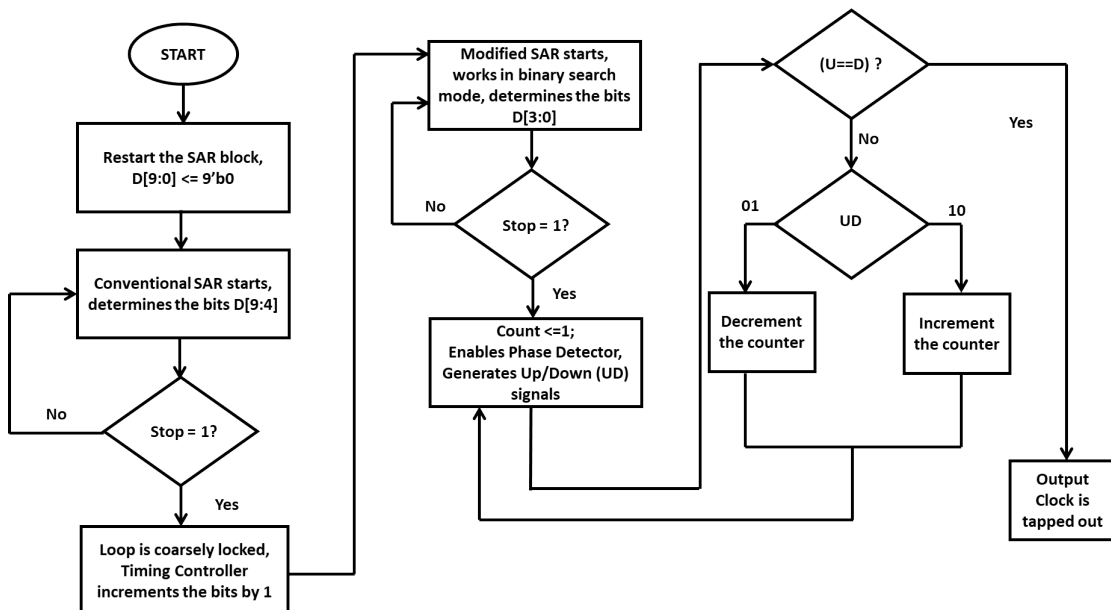 START
Restart the SAR block,
D[9:0] <= 9'b0
Conventional SAR starts,
determines the bits D[9:4]
No
Stop = 1?
Yes
Loop is coarsely locked,
Timing Controller
increments the bits by 1
Modified SAR starts,
works in binary search
mode, determines the bits
D[3:0]
No
Stop = 1?
Yes
Count <=1;
Enables Phase Detector,
Generates Up/Down (UD)
signals
(U==D) ?
Yes
No
01
UD
10
Decrement
the counter
Increment
the counter
Output
Clock is
tapped out